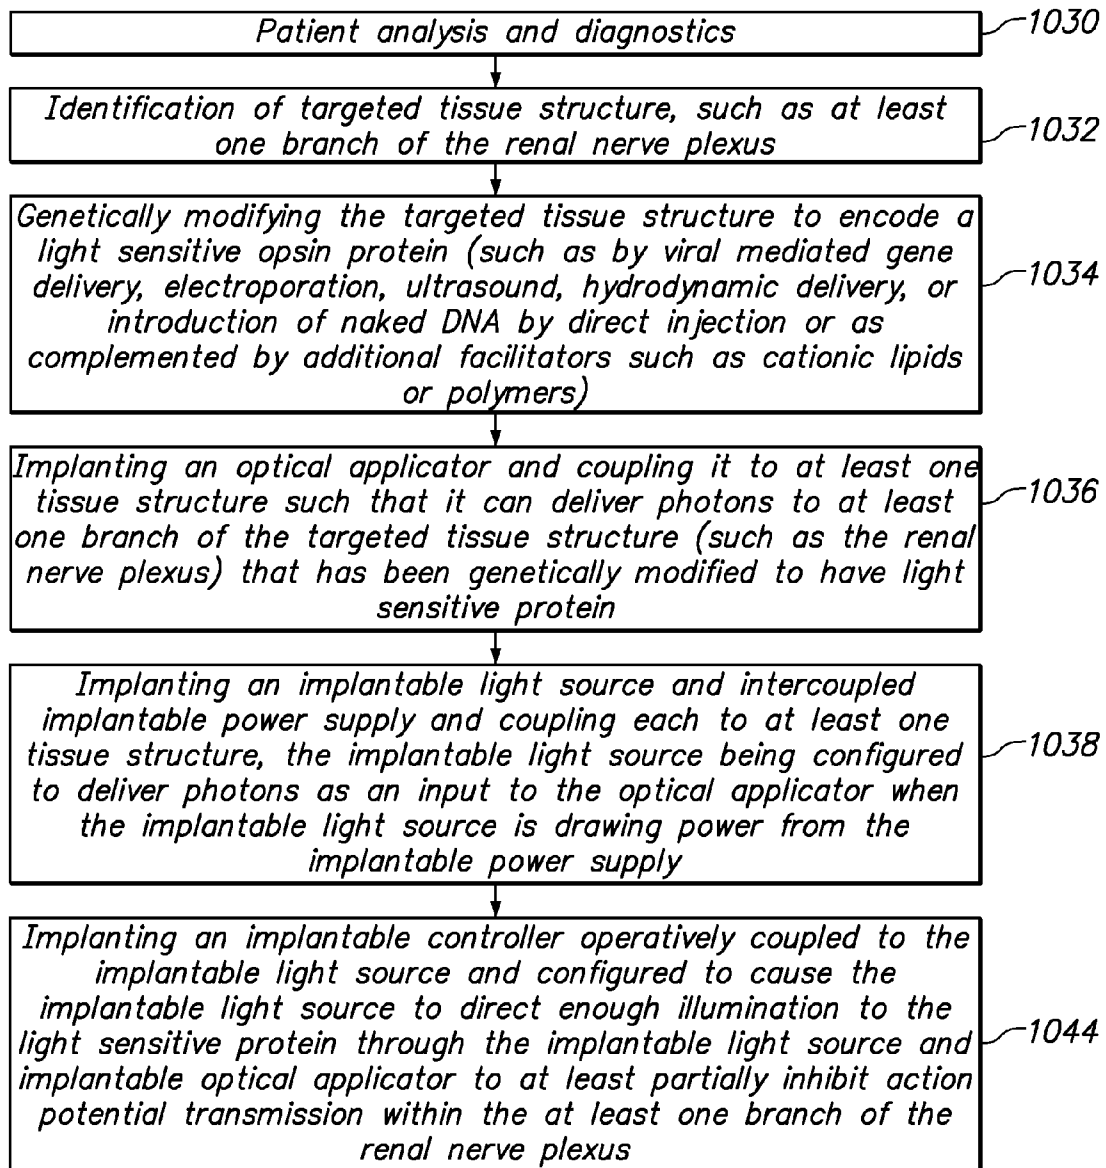 Patient analysis and diagnostics
1030
Identification of targeted tissue structure, such as at least
one branch of the renal nerve plexus
1032
Genetically modifying the targeted tissue structure to encode a
light sensitive opsin protein (such as by viral mediated gene
delivery, electroporation, ultrasound, hydrodynamic delivery, or
introduction of naked DNA by direct injection or as
complemented by additional facilitators such as cationic lipids
or polymers)
1034
Implanting an optical applicator and coupling it to at least one
tissue structure such that it can deliver photons to at least
one branch of the targeted tissue structure (such as the renal
nerve plexus) that has been genetically modified to have light
sensitive protein
1036
Implanting an implantable light source and intercoupled
implantable power supply and coupling each to at least one
tissue structure, the implantable light source being configured
to deliver photons as an input to the optical applicator when
the implantable light source is drawing power from the
implantable power supply
1038
Implanting an implantable controller operatively coupled to the
implantable light source and configured to cause the
implantable light source to direct enough illumination to the
light sensitive protein through the implantable light source and
implantable optical applicator to at least partially inhibit action
potential transmission within the at least one branch of the
renal nerve plexus
1044